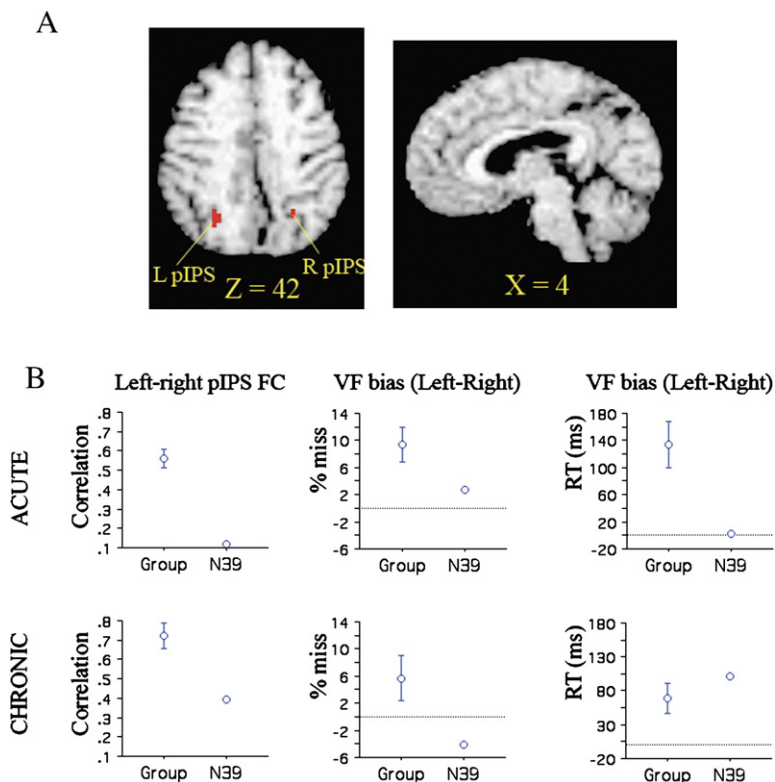 A
L pIPS
R pIPS
Z = 42
X = 4
B
Left-right pIPS FC
VF bias (Left-Right)
VF bias (Left-Right)
ACUTE
Correlation
.8
.7
.6
.5
.4
.3
.2
.1
Group
N39
% miss
14
10
6
2
-2
-6
Group
N39
RT (ms)
180
140
100
60
20
-20
Group
N39
CHRONIC
Correlation
.8
.7
.6
.5
.4
.3
.2
.1
Group
N39
% miss
14
10
6
2
-2
-6
Group
N39
RT (ms)
180
130
80
30
-20
Group
N39